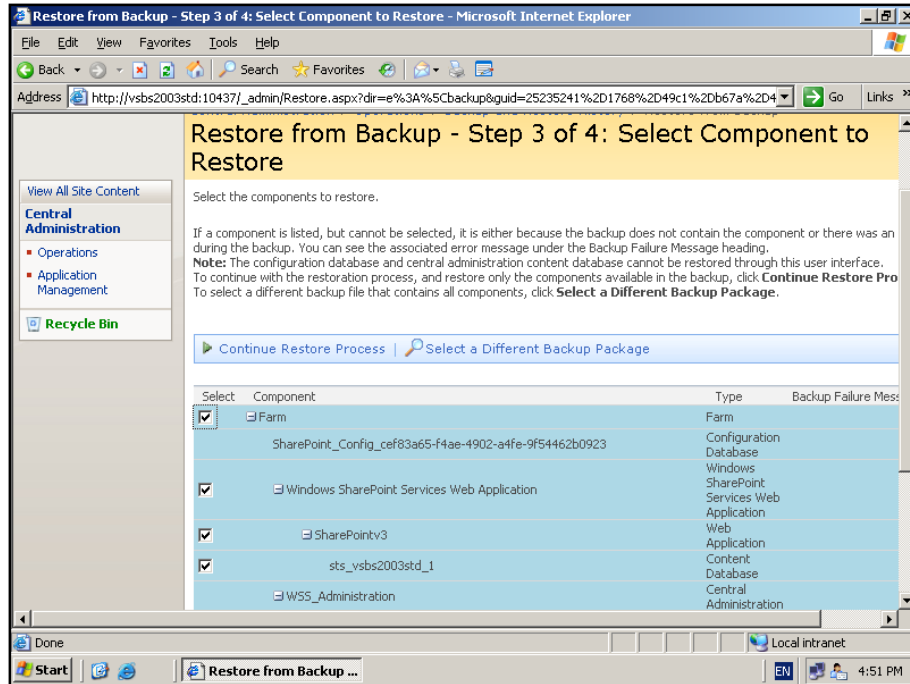 Restore from Backup - Step 3 of 4: Select Component to Restore - Microsoft Internet Explorer
File Edit View Favorites Tools Help
Back Search Favorites
Address http://vsbs2003std:10437/_admin/Restore.aspx?dir=e%3A%5Cbackup&guid=25235241%2D1768%2D49c1%2Db67a%2D4 Go Links »
Restore from Backup - Step 3 of 4: Select Component to
Restore
View All Site Content
Central
Administration
Operations
Application
Management
Recycle Bin
Select the components to restore.
If a component is listed, but cannot be selected, it is either because the backup does not contain the component or there was an
during the backup. You can see the associated error message under the Backup Failure Message heading.
Note: The configuration database and central administration content database cannot be restored through this user interface.
To continue with the restoration process, and restore only the components available in the backup, click Continue Restore Pro
To select a different backup file that contains all components, click Select a Different Backup Package.
Continue Restore Process | Select a Different Backup Package
Select Component Type Backup Failure Mess
Farm Farm
SharePoint_Config_cef83a65-f4ae-4902-a4fe-9f54462b0923 Configuration
Database
Windows SharePoint Services Web Application Windows
SharePoint
Services Web
Application
SharePointv3 Web
Application
sts_vsbs2003std_1 Content
Database
WSS_Administration Central
Administration
Done Local intranet
Start Restore from Backup ... EN 4:51 PM